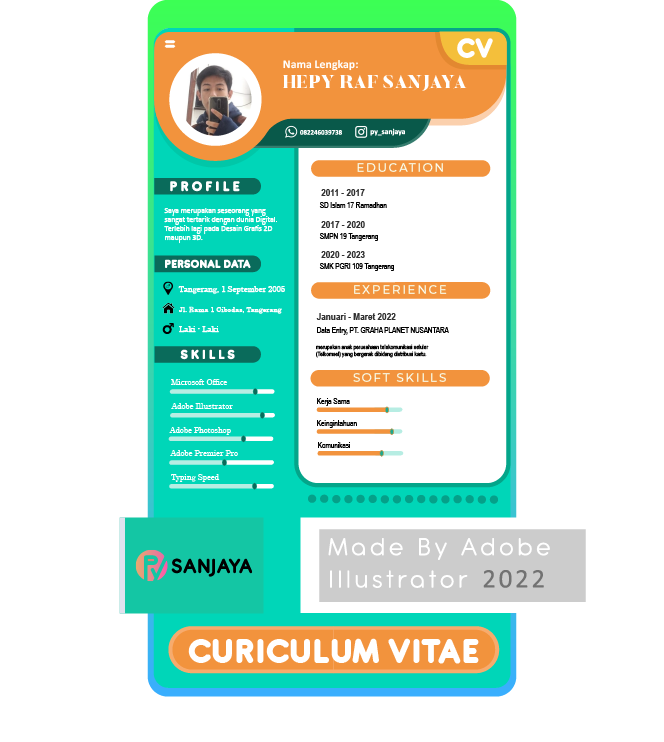 CV
Nama Lengkap:
HEPY RAF SANJAYA
082246039738
py_sanjaya
PROFILE
Saya merupakan seseorang yang
sangat tertarik dengan dunia Digital.
Terlebih lagi pada Desain Grafis 2D
maupun 3D.
PERSONAL DATA
Tangerang, 1 September 2005
Jl. Rama 1 Cibodas, Tangerang
Laki - Laki
SKILLS
Microsoft Office
Adobe Illustrator
Adobe Photoshop
Adobe Premier Pro
Typing Speed
EDUCATION
2011 - 2017
SD Islam 17 Ramadhan
2017 - 2020
SMPN 19 Tangerang
2020 - 2023
SMK PGRI 109 Tangerang
EXPERIENCE
Januari - Maret 2022
Data Entry, PT. GRAHA PLANET NUSANTARA
merupakan anak perusahaan telekomunikasi seluler
(Telkomsel) yang bergerak dibidang distribusi kartu.
SOFT SKILLS
Kerja Sama
Keingintahuan
Komunikasi
PY SANJAYA
Made By Adobe
Illustrator 2022
CURICULUM VITAE